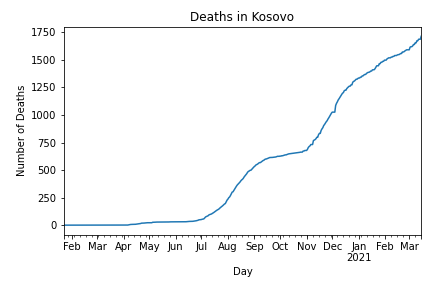 Deaths in Kosovo
1750
1500
1250
1000
750
500
250
0
Number of Deaths
Feb Mar Apr May Jun Jul Aug Sep Oct Nov Dec Jan Feb Mar
2021
Day